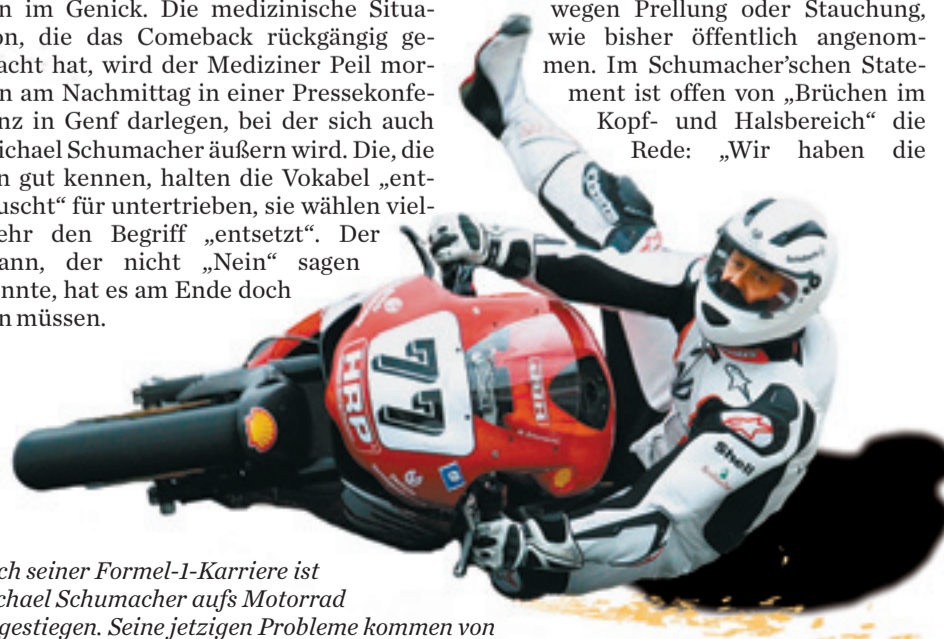 n im Genick. Die medizinische Situa-
on, die das Comeback rückgängig ge-
acht hat, wird der Mediziner Peil mor-
n am Nachmittag in einer Pressekonfe-
nz in Genf darlegen, bei der sich auch
ichael Schumacher äußern wird. Die, die
n gut kennen, halten die Vokabel „ent-
uscht“ für untertrieben, sie wählen viel-
ehr den Begriff „entsetzt“. Der
ann, der nicht „Nein“ sagen
nnte, hat es am Ende doch
n müssen.
wegen Prellung oder Stauchung,
wie bisher öffentlich angenom-
men. Im Schumacher’schen State-
ment ist offen von „Brüchen im
Kopf- und Halsbereich“ die
Rede: „Wir haben die
77
HRP
Shell
ch seiner Formel-1-Karriere ist
chael Schumacher aufs Motorrad
gestiegen. Seine jetzigen Probleme kommen von